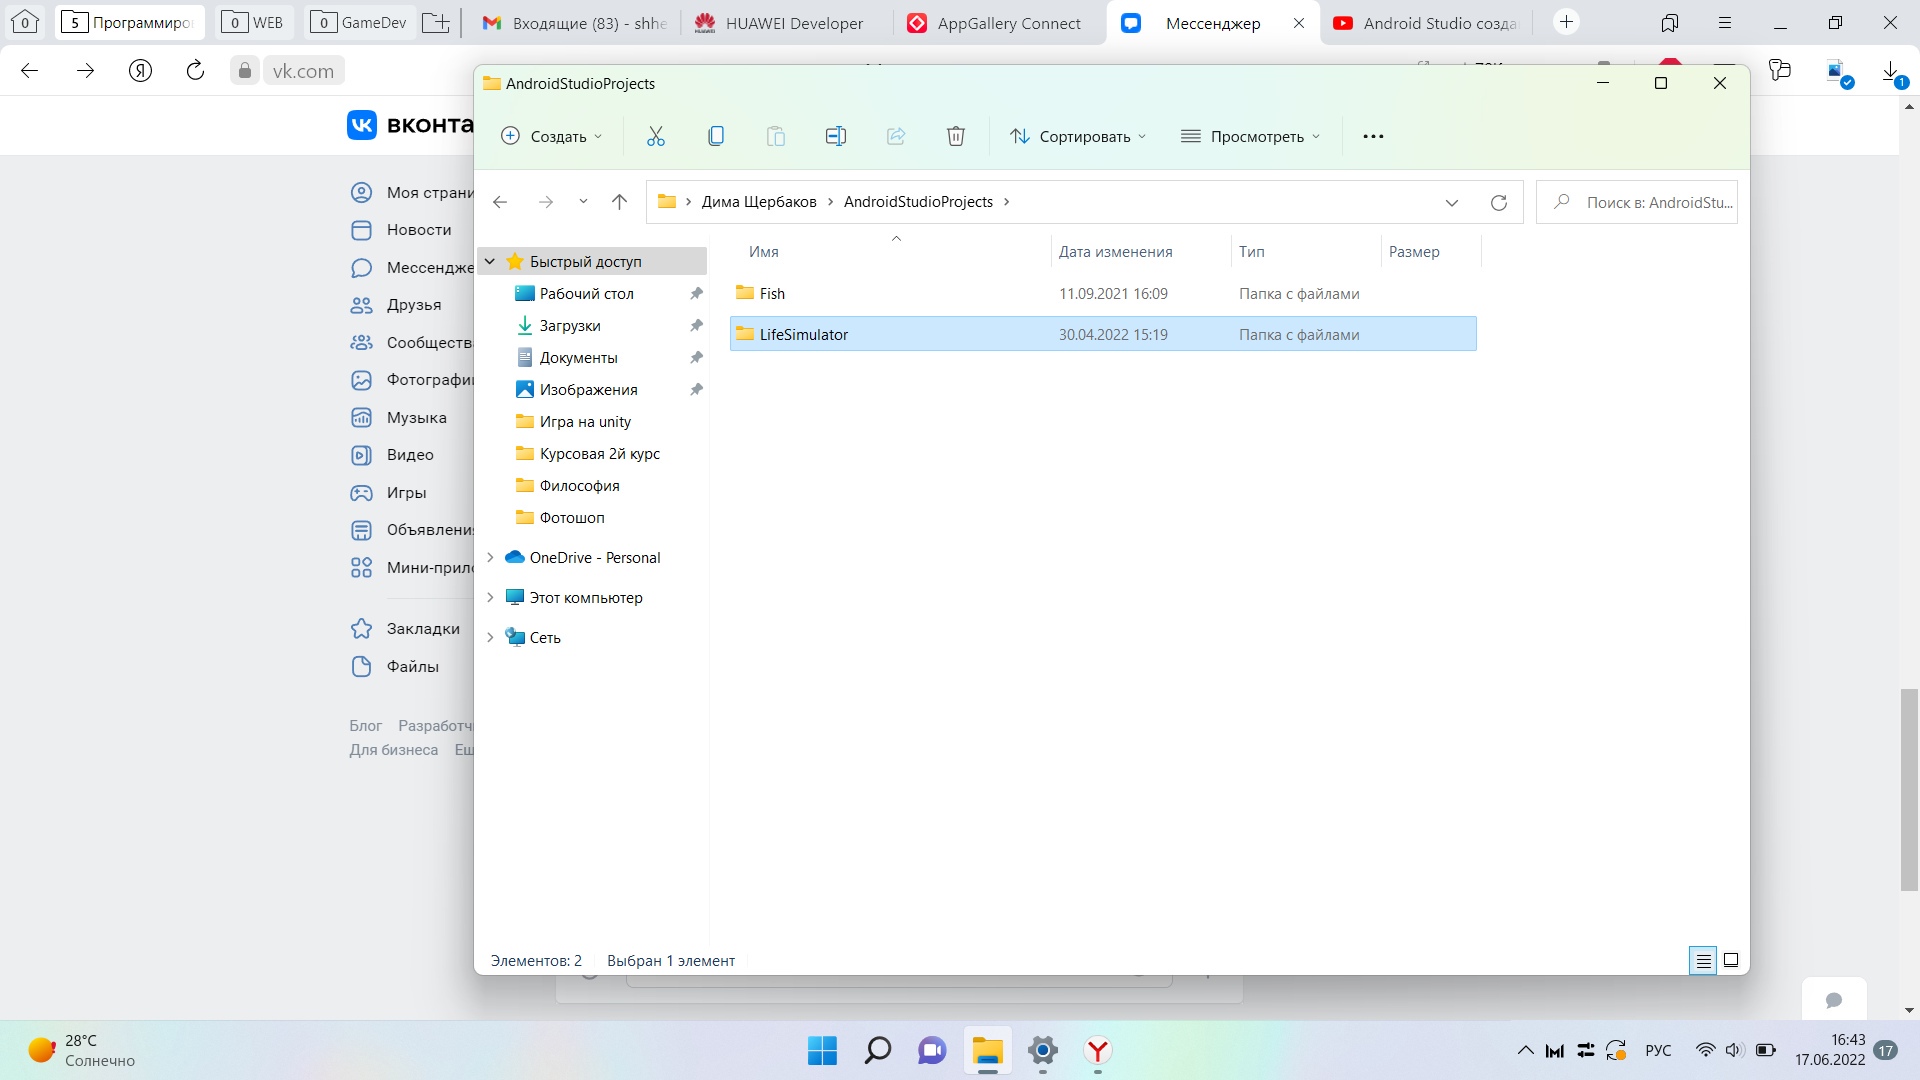 0 5 Программиро 0 WEB 0 GameDev Входящие (83) - shhe HUAWEI Developer AppGallery Connect Мессенджер Android Studio созда
vk.com
AndroidStudioProjects
Создать Сортировать Просмотреть
Дима Щербаков AndroidStudioProjects Поиск в: AndroidStu...
Имя Дата изменения Тип Размер
Fish 11.09.2021 16:09 Папка с файлами
LifeSimulator 30.04.2022 15:19 Папка с файлами
Быстрый доступ
Рабочий стол
Загрузки
Документы
Изображения
Игра на unity
Курсовая 2й курс
Философия
Фотошоп
OneDrive - Personal
Этот компьютер
Сеть
Элементов: 2 Выбран 1 элемент
вконта
Моя страни
Новости
Мессендже
Друзья
Сообществ
Фотографи
Музыка
Видео
Игры
Объявлени
Мини-прил
Закладки
Файлы
Блог Разработч
Для бизнеса Ещ
1
28°C
Солнечно
РУС
16:43
17.06.2022
17